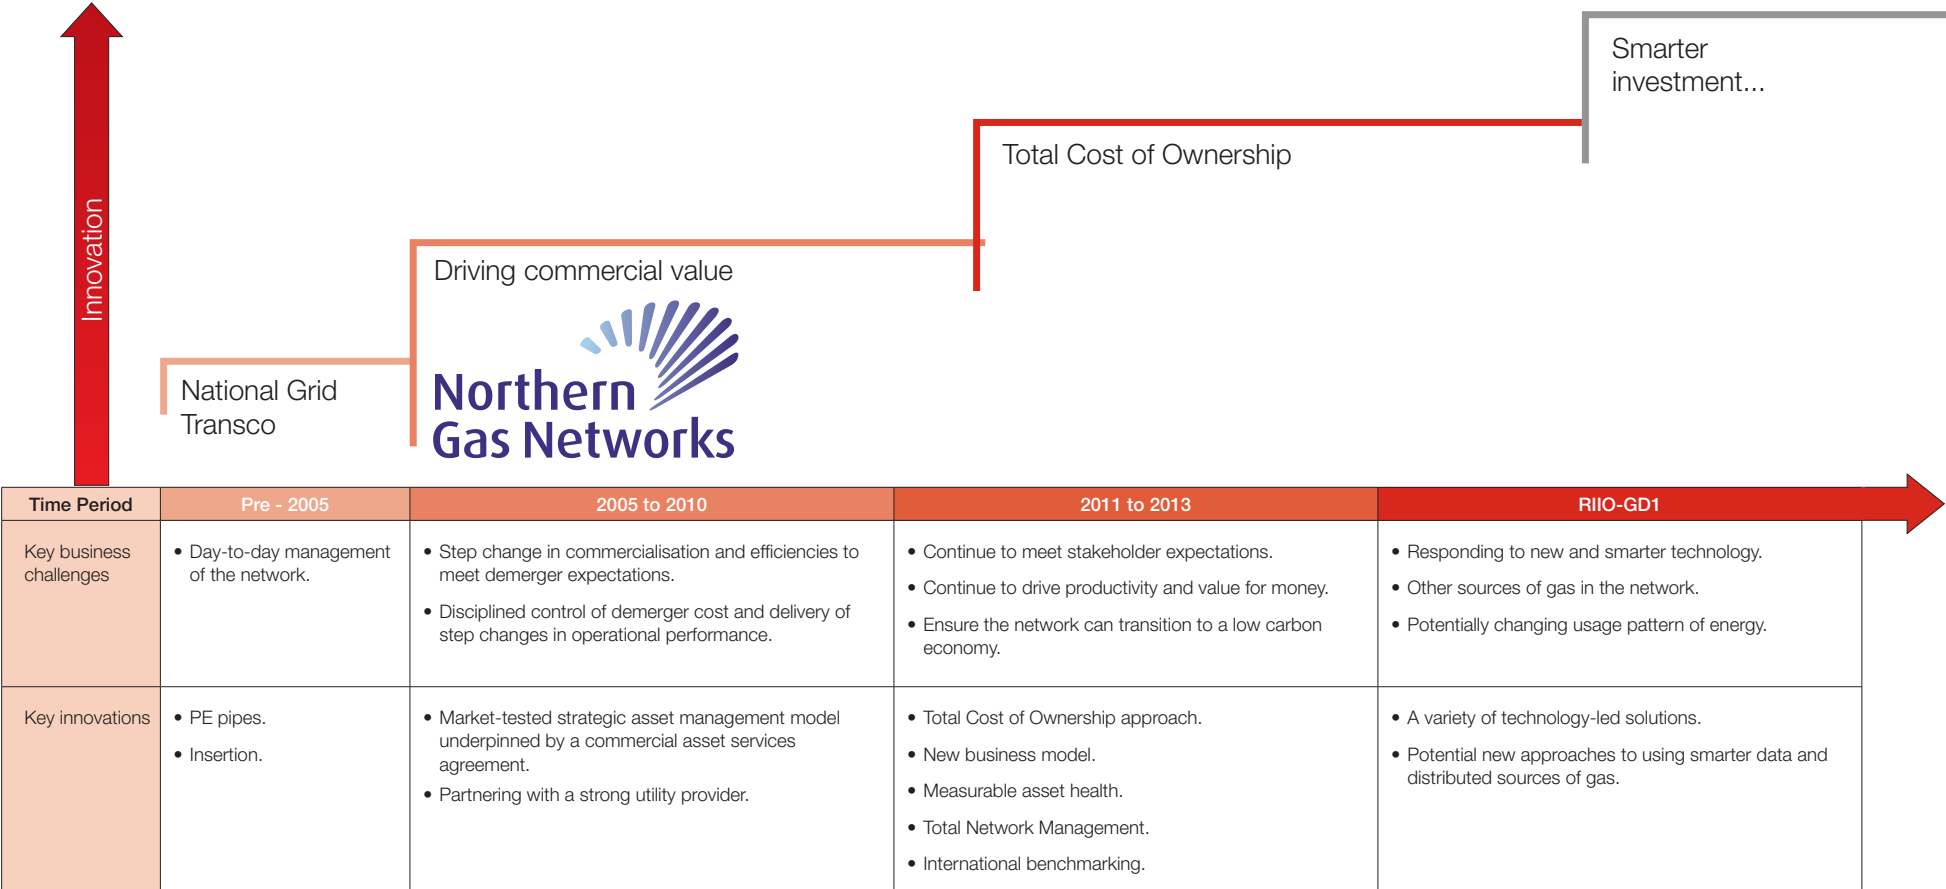 Smarter
investment...
Total Cost of Ownership
Innovation
Driving commercial value
Northern
Gas Networks
National Grid
Transco
Time Period
Pre - 2005
2005 to 2010
2011 to 2013
RIIO-GD1
Key business
challenges
• Day-to-day management
of the network.
• Step change in commercialisation and efficiencies to
meet demerger expectations.
• Disciplined control of demerger cost and delivery of
step changes in operational performance.
• Continue to meet stakeholder expectations.
• Continue to drive productivity and value for money.
• Ensure the network can transition to a low carbon
economy.
• Responding to new and smarter technology.
• Other sources of gas in the network.
• Potentially changing usage pattern of energy.
Key innovations
• PE pipes.
• Insertion.
• Market-tested strategic asset management model
underpinned by a commercial asset services
agreement.
• Partnering with a strong utility provider.
• Total Cost of Ownership approach.
• New business model.
• Measurable asset health.
• Total Network Management.
• International benchmarking.
• A variety of technology-led solutions.
• Potential new approaches to using smarter data and
distributed sources of gas.